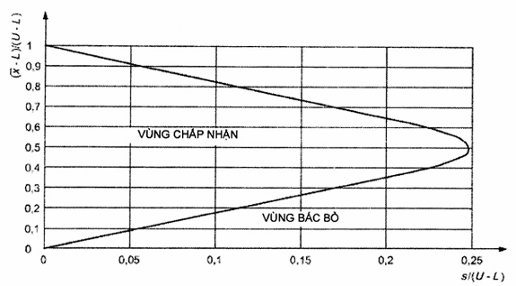 (x̄ - L)/(U - L)
1
0,9
0,8
0,7
0,6
0,5
0,4
0,3
0,2
0,1
0
VÙNG CHẤP NHẬN
VÙNG BÁC BỎ
0 0,05 0,1 0,15 0,2 0,25
s/(U - L)